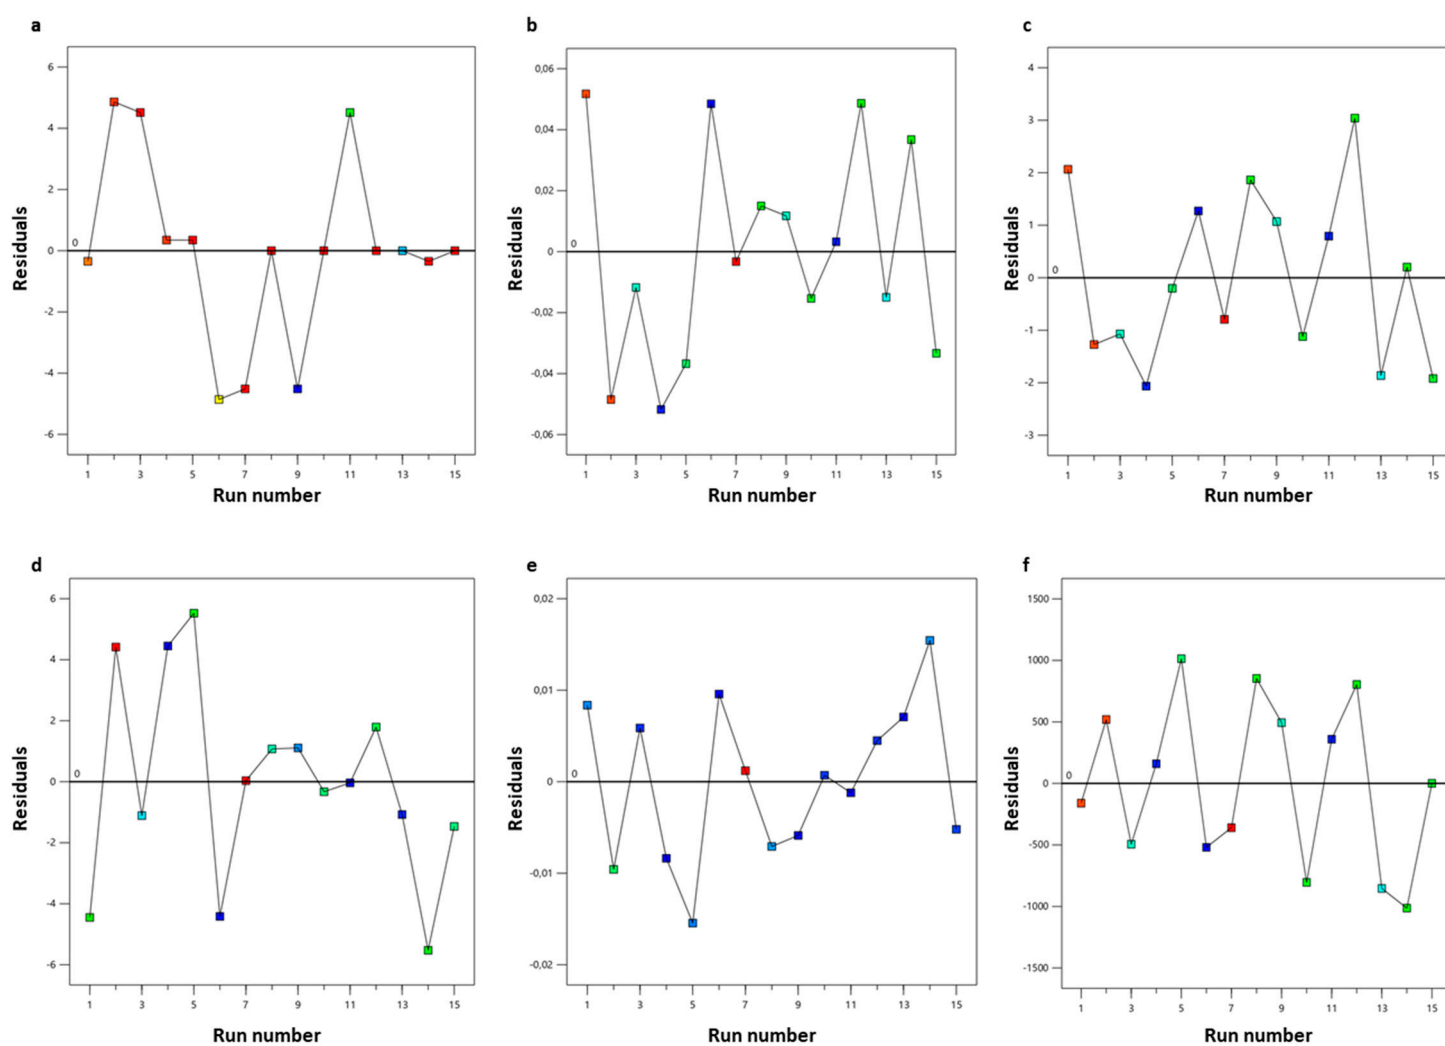 a
6
4
2
0
-2
-4
-6
0
Residuals
1 3 5 7 9 11 13 15
Run number
b
0,06
0,04
0,02
0
-0,02
-0,04
-0,06
0
Residuals
1 3 5 7 9 11 13 15
Run number
c
4
3
2
1
0
-1
-2
-3
0
Residuals
1 3 5 7 9 11 13 15
Run number
d
6
4
2
0
-2
-4
-6
0
Residuals
1 3 5 7 9 11 13 15
Run number
e
0,02
0,01
0
-0,01
-0,02
0
Residuals
1 3 5 7 9 11 13 15
Run number
f
1500
1000
500
0
-500
-1000
-1500
0
Residuals
1 3 5 7 9 11 13 15
Run number